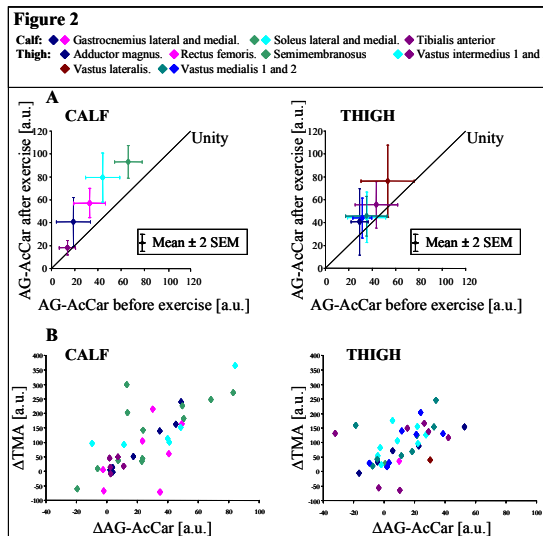 Figure 2
Calf: Gastrocnemius lateral and medial. Soleus lateral and medial. Tibialis anterior
Thigh: Adductor magnus. Rectus femoris. Semimembranosus Vastus intermedius 1 and
Vastus lateralis. Vastus medialis 1 and 2
A
CALF
THIGH
AG-AcCar after exercise [a.u.]
120
100
80
60
40
20
0
Unity
Mean ± 2 SEM
0 20 40 60 80 100 120
AG-AcCar before exercise [a.u.]
AG-AcCar after exercise [a.u.]
120
100
80
60
40
20
0
Unity
Mean ± 2 SEM
0 20 40 60 80 100 120
AG-AcCar before exercise [a.u.]
B
CALF
THIGH
ΔTMA [a.u.]
400
350
300
250
200
150
100
50
0
-50
-100
-40 -20 0 20 40 60 80 100
ΔAG-AcCar [a.u.]
ΔTMA [a.u.]
400
350
300
250
200
150
100
50
0
-50
-100
-40 -20 0 20 40 60 80 100
ΔAG-AcCar [a.u.]